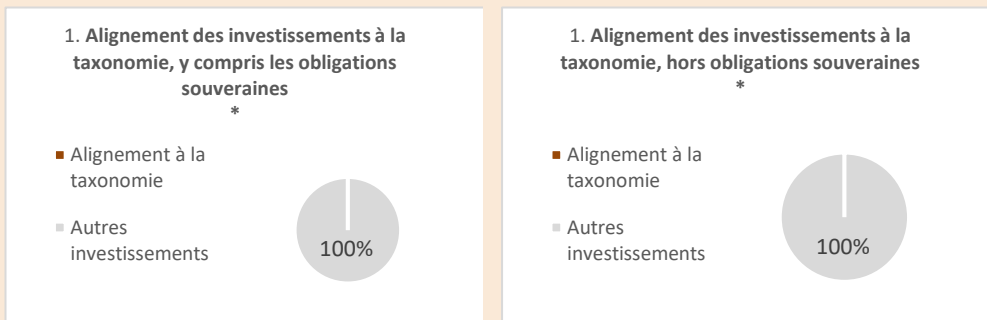 1. Alignement des investissements à la
taxonomie, y compris les obligations
souveraines
*
Alignement à la
taxonomie
Autres
investissements
100%
1. Alignement des investissements à la
taxonomie, hors obligations souveraines
*
Alignement à la
taxonomie
Autres
investissements
100%